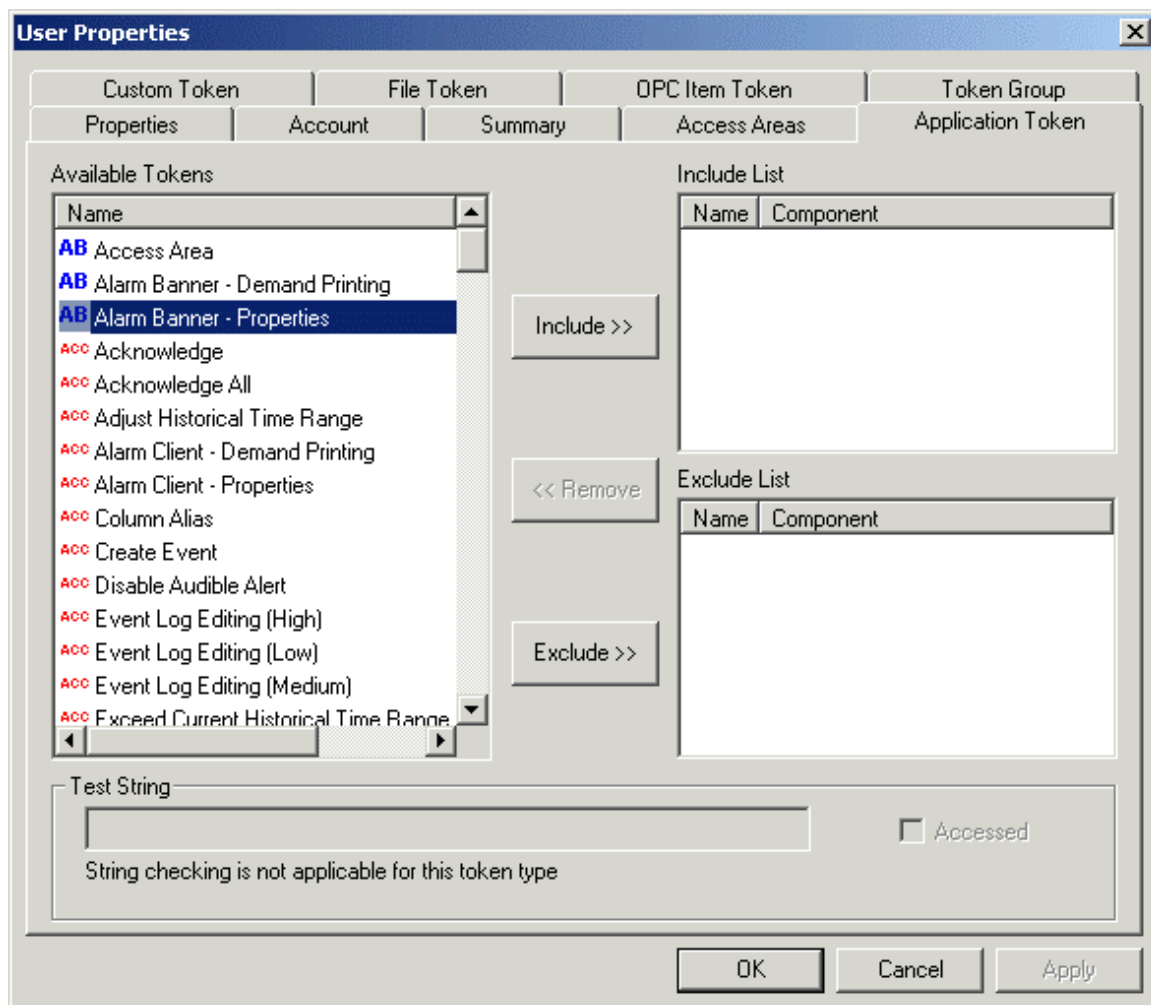 User Properties
Custom Token
File Token
OPC Item Token
Token Group
Properties
Account
Summary
Access Areas
Application Token
Available Tokens
Name
AB Access Area
AB Alarm Banner - Demand Printing
AB Alarm Banner - Properties
ACC Acknowledge
ACC Acknowledge All
ACC Adjust Historical Time Range
ACC Alarm Client - Demand Printing
ACC Alarm Client - Properties
ACC Column Alias
ACC Create Event
ACC Disable Audible Alert
ACC Event Log Editing (High)
ACC Event Log Editing (Low)
ACC Event Log Editing (Medium)
ACC Exceed Current Historical Time Range
Include >>
<< Remove
Exclude >>
Include List
Name Component
Exclude List
Name Component
Test String
Accessed
String checking is not applicable for this token type
OK
Cancel
Apply